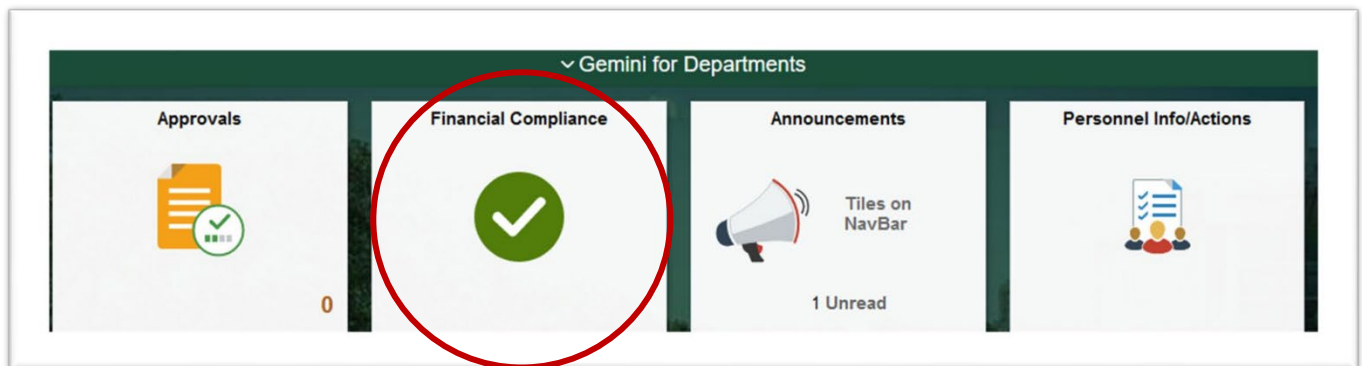 Gemini for Departments
Approvals
Financial Compliance
Announcements
Personnel Info/Actions
Tiles on
NavBar
0
1 Unread